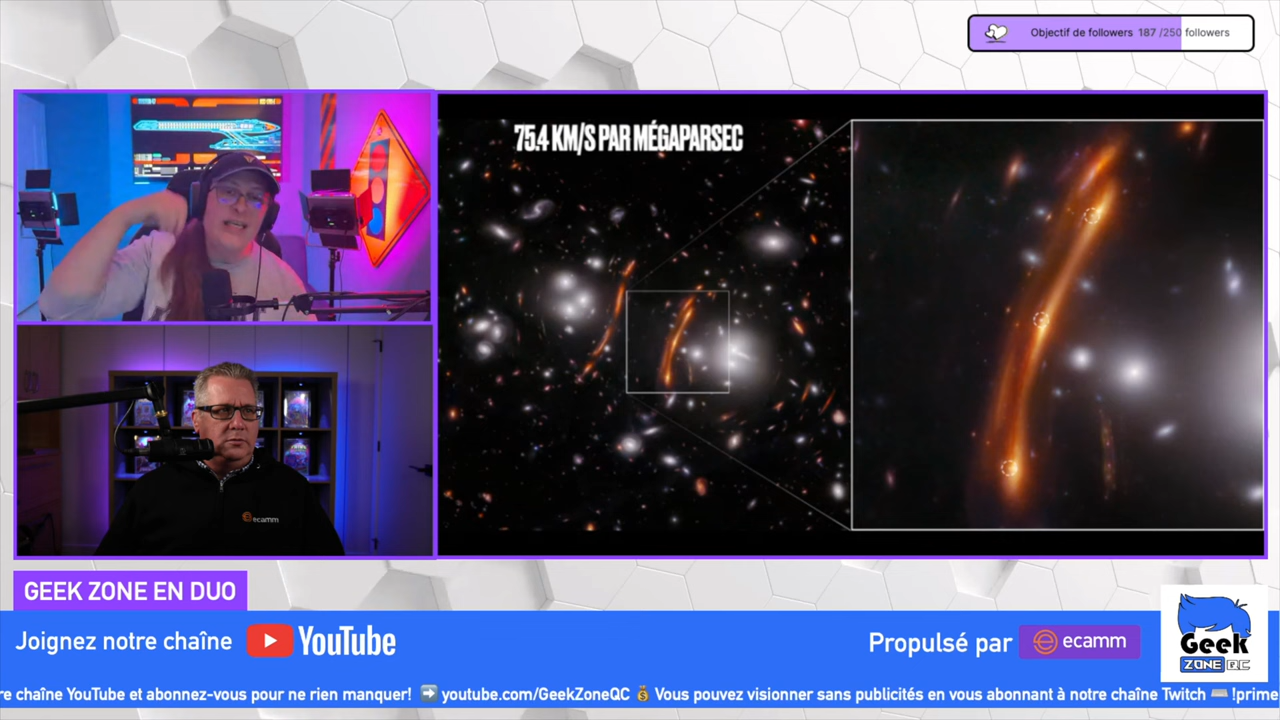 Objectif de followers 187 /250 followers
75.4 KM/S PAR MÉGAPARSEC
ecamm
GEEK ZONE EN DUO
Joignez notre chaîne YouTube
Propulsé par ecamm
Geek
ZONE QC
re chaîne YouTube et abonnez-vous pour ne rien manquer! ➡️ youtube.com/GeekZoneQC 💰 Vous pouvez visionner sans publicités en vous abonnant à notre chaîne Twitch ⌨️ !prime